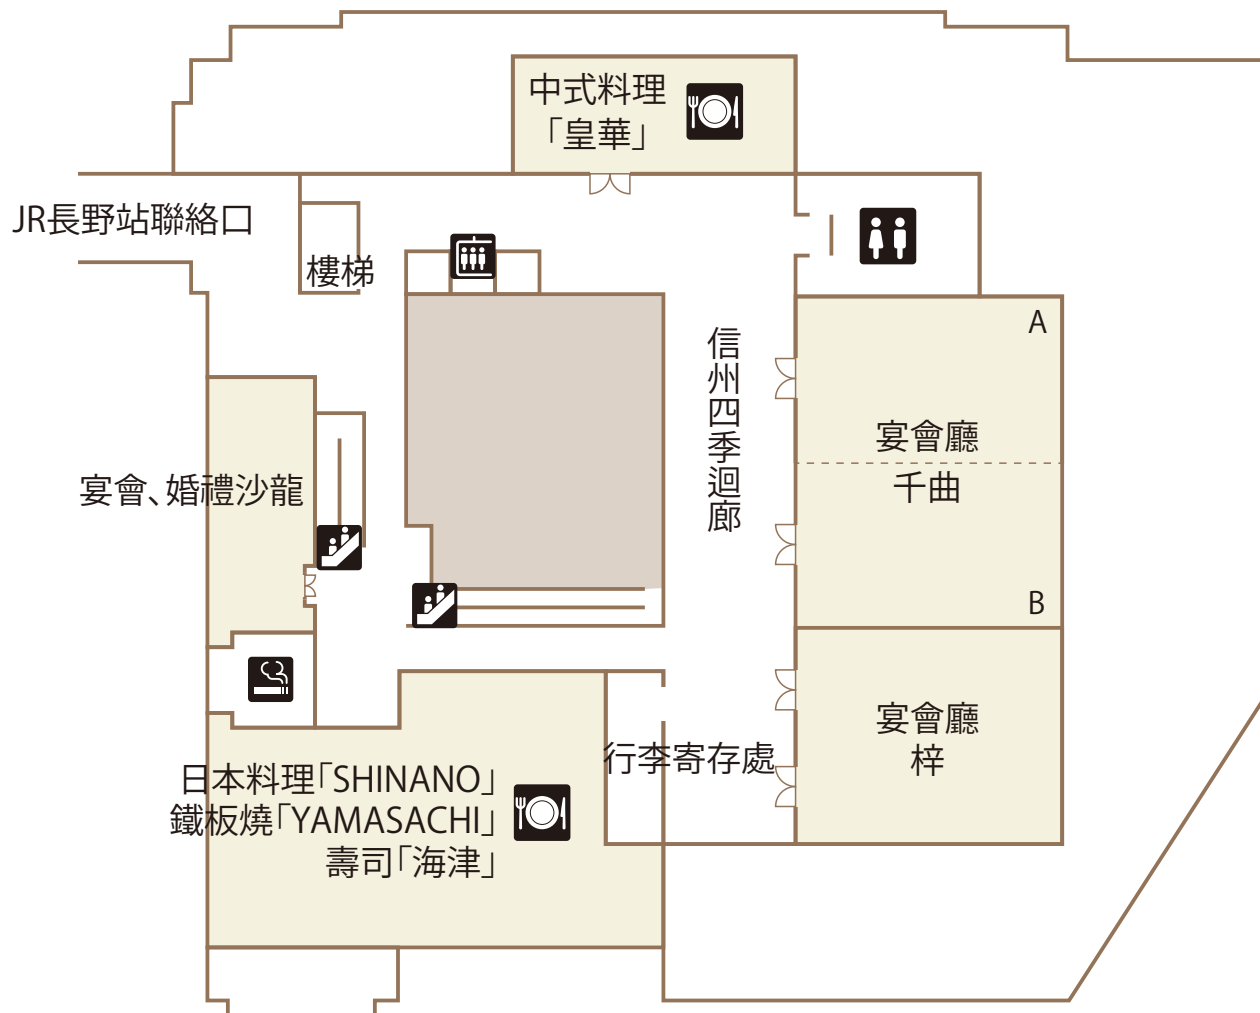 中式料理
「皇華」
JR長野站聯絡口
樓梯
信州四季迴廊
A
宴會廳
千曲
B
宴會、婚禮沙龍
宴會廳
梓
行李寄存處
日本料理「SHINANO」
鐵板燒「YAMASACHI」
壽司「海津」